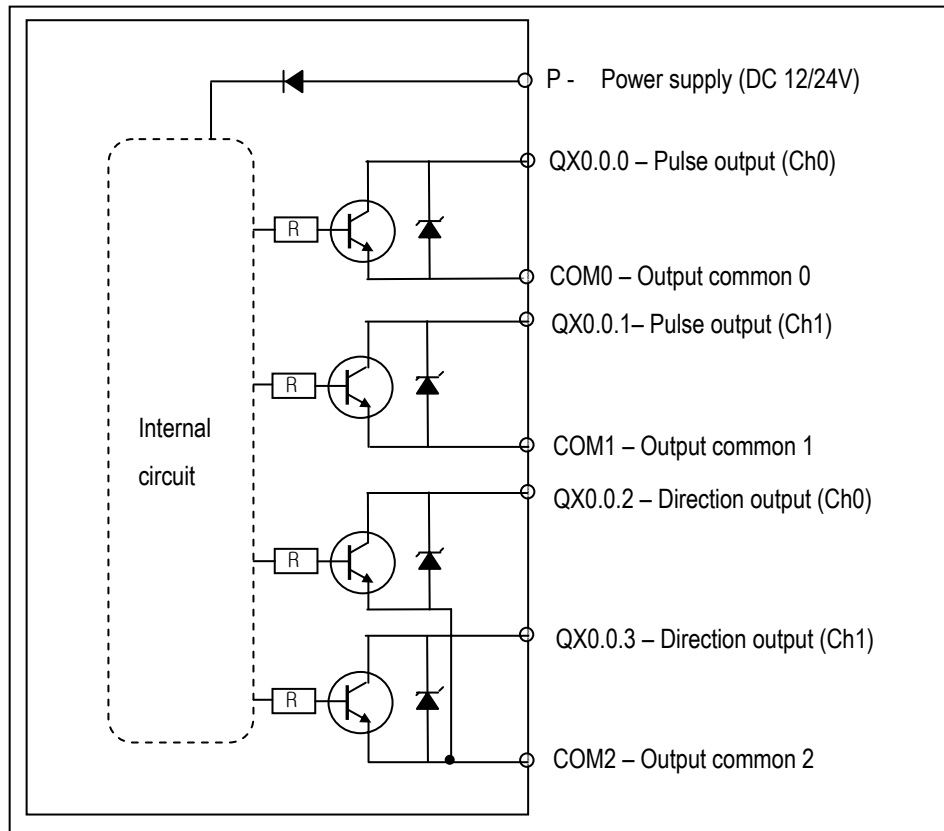 P - Power supply (DC 12/24V)
QX0.0.0 – Pulse output (Ch0)
R
COM0 – Output common 0
QX0.0.1– Pulse output (Ch1)
R
Internal
circuit
COM1 – Output common 1
QX0.0.2 – Direction output (Ch0)
R
QX0.0.3 – Direction output (Ch1)
R
COM2 – Output common 2